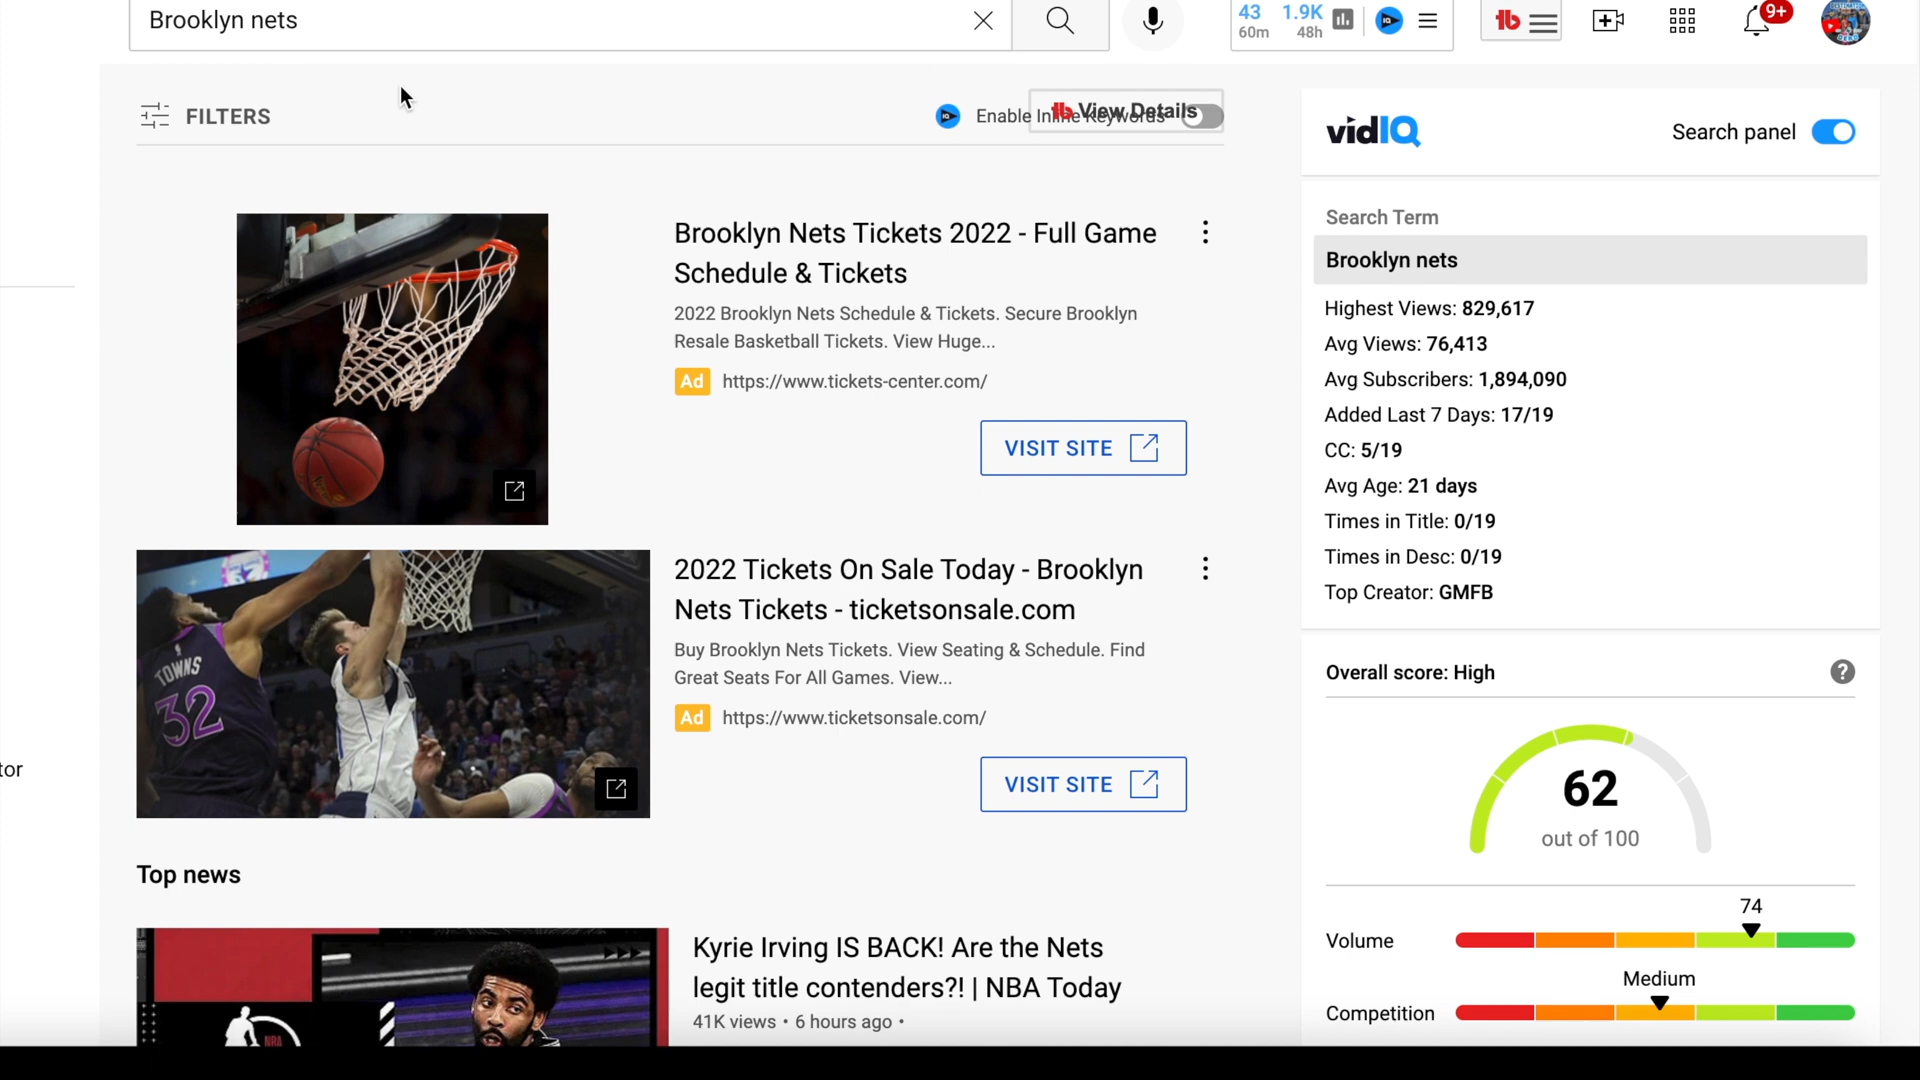 Brooklyn nets
43
60m
1.9K
48h
9+
FILTERS
Enable Inline Keywords
View Details
vidIQ
Search panel
Brooklyn Nets Tickets 2022 - Full Game
Schedule & Tickets
2022 Brooklyn Nets Schedule & Tickets. Secure Brooklyn
Resale Basketball Tickets. View Huge...
Ad https://www.tickets-center.com/
VISIT SITE
TOWNS
32
2022 Tickets On Sale Today - Brooklyn
Nets Tickets - ticketsonsale.com
Buy Brooklyn Nets Tickets. View Seating & Schedule. Find
Great Seats For All Games. View...
Ad https://www.ticketsonsale.com/
VISIT SITE
tor
Top news
NBA
Kyrie Irving IS BACK! Are the Nets
legit title contenders?! | NBA Today
41K views • 6 hours ago •
Search Term
Brooklyn nets
Highest Views: 829,617
Avg Views: 76,413
Avg Subscribers: 1,894,090
Added Last 7 Days: 17/19
CC: 5/19
Avg Age: 21 days
Times in Title: 0/19
Times in Desc: 0/19
Top Creator: GMFB
Overall score: High
?
62
out of 100
74
Volume
Medium
Competition